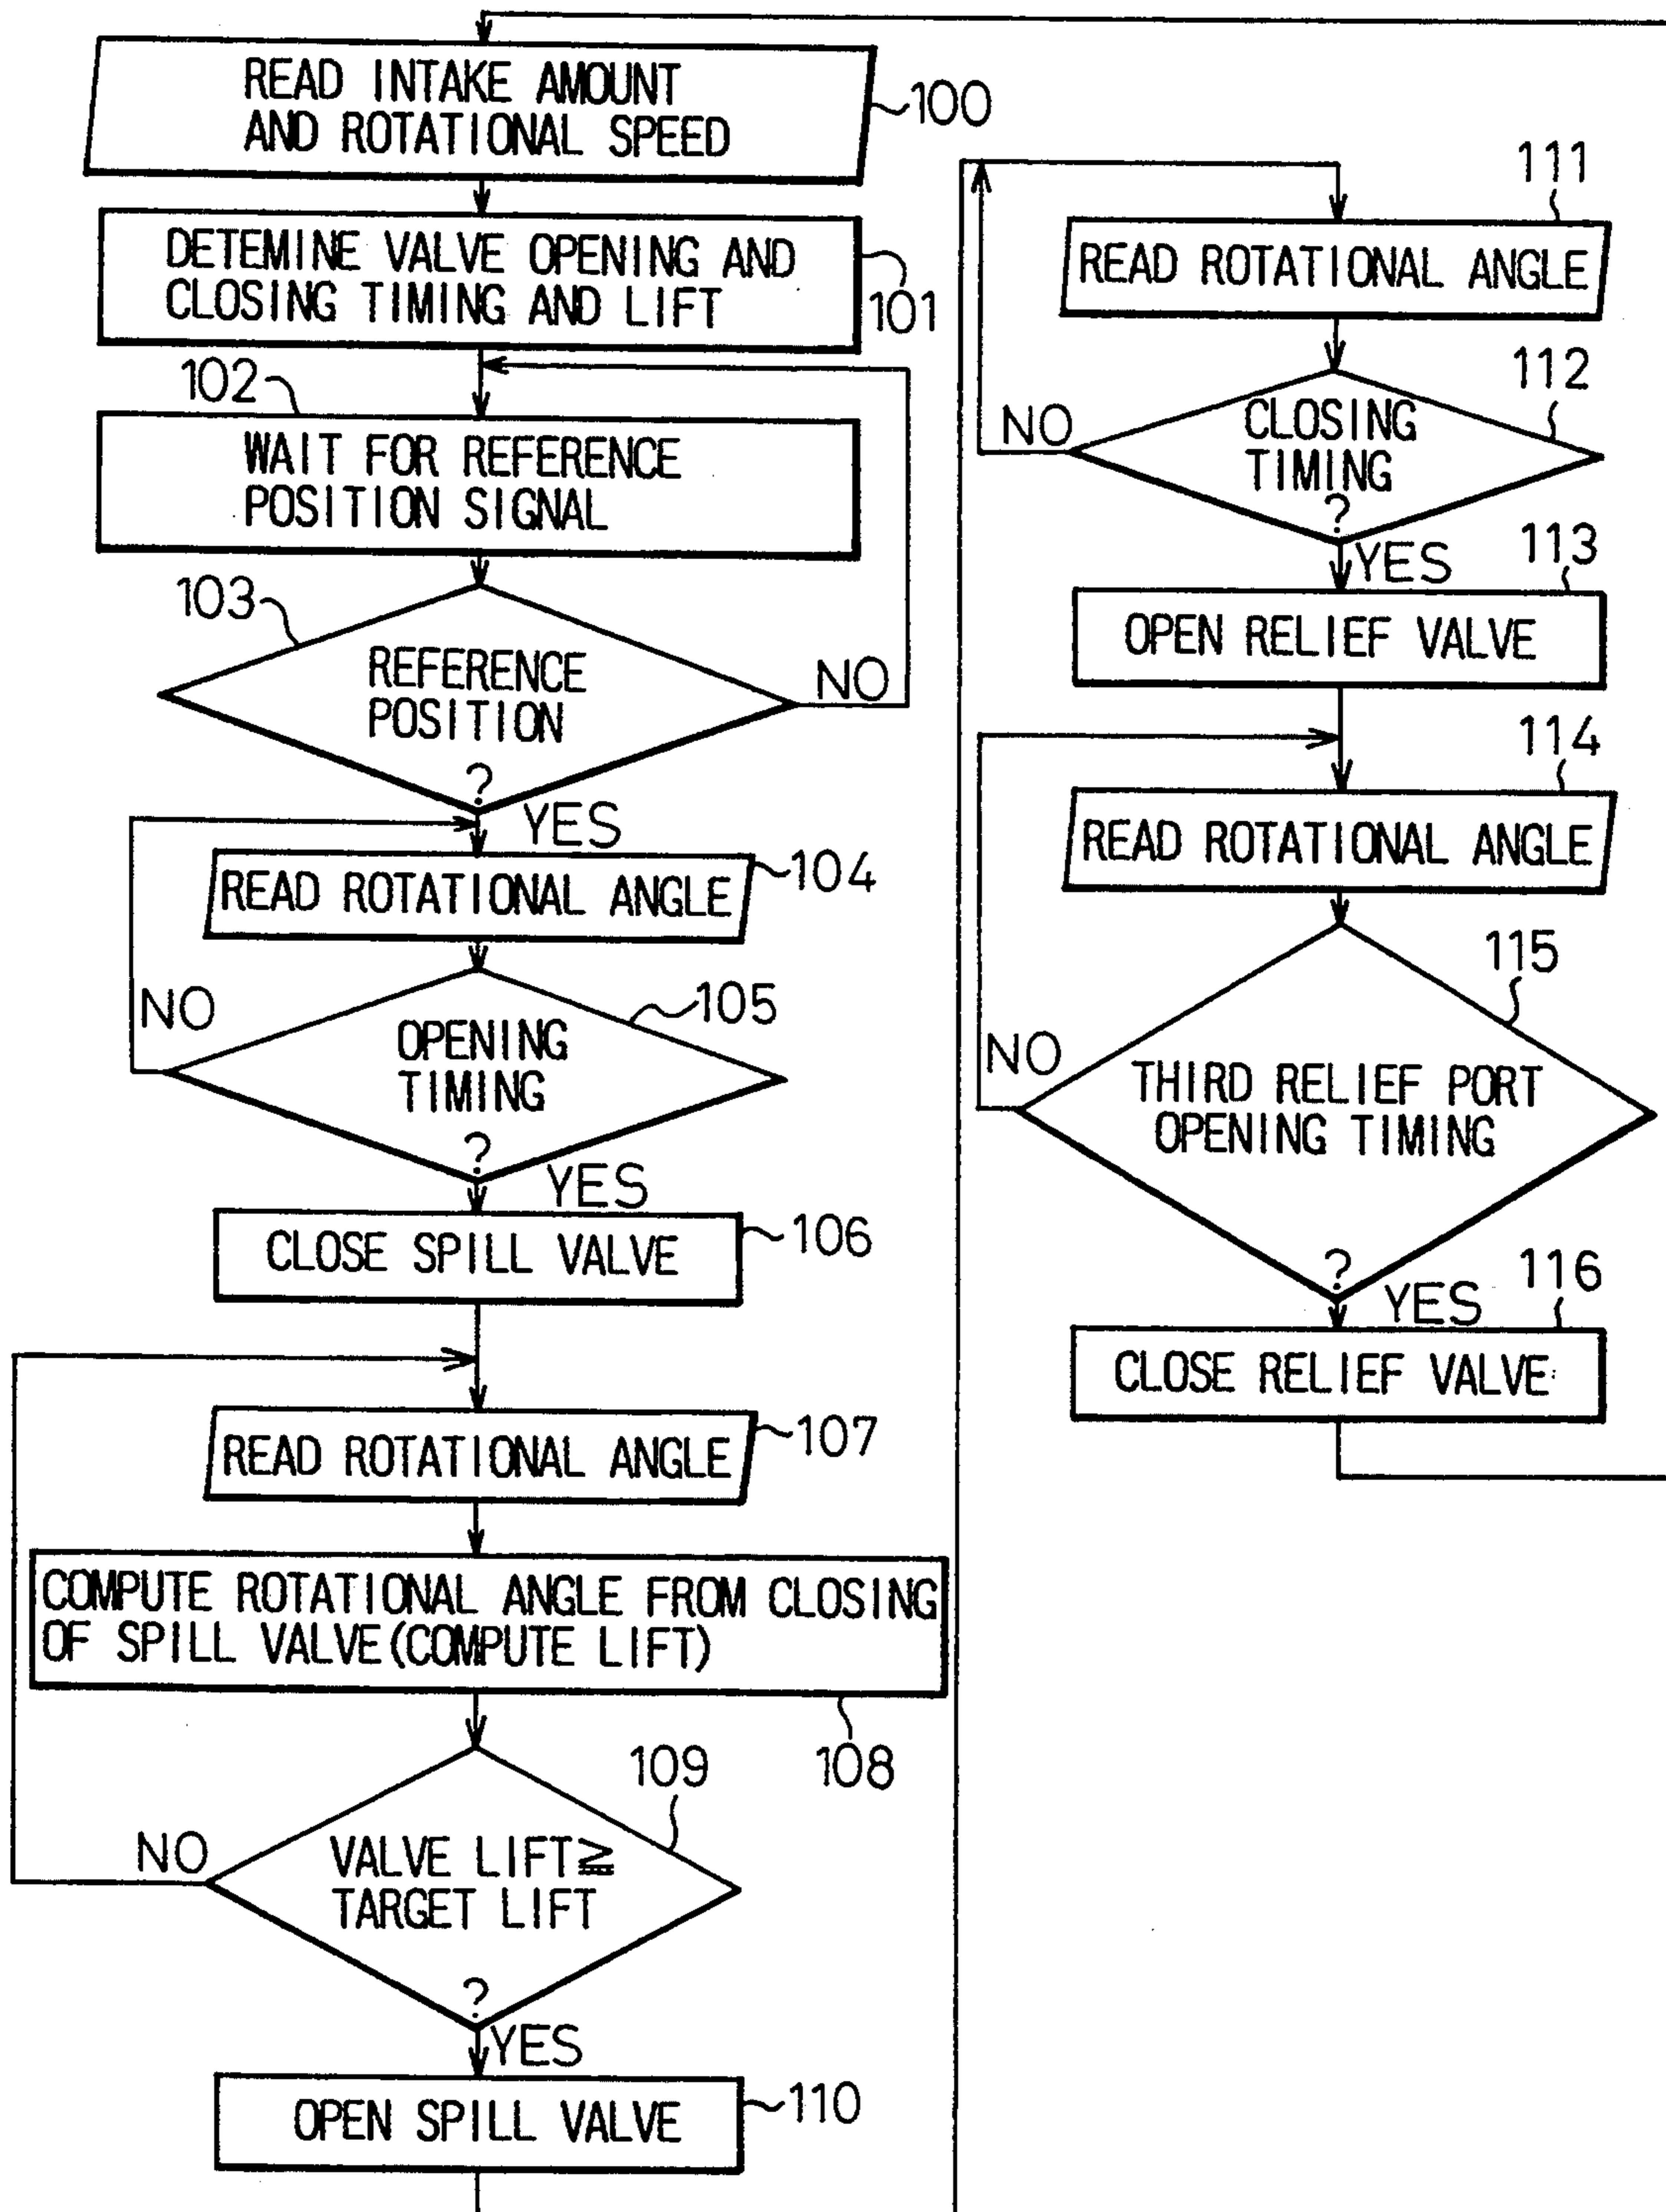 READ INTAKE AMOUNT
AND ROTATIONAL SPEED
100
DETEMINE VALVE OPENING AND
CLOSING TIMING AND LIFT
101
102
WAIT FOR REFERENCE
POSITION SIGNAL
103
REFERENCE
POSITION
?
NO
YES
READ ROTATIONAL ANGLE
104
NO
OPENING
TIMING
?
105
YES
CLOSE SPILL VALVE
106
READ ROTATIONAL ANGLE
107
COMPUTE ROTATIONAL ANGLE FROM CLOSING
OF SPILL VALVE(COMPUTE LIFT)
108
109
NO
VALVE LIFT≧
TARGET LIFT
?
YES
OPEN SPILL VALVE
110
111
READ ROTATIONAL ANGLE
112
NO
CLOSING
TIMING
?
YES
113
OPEN RELIEF VALVE
114
READ ROTATIONAL ANGLE
115
NO
THIRD RELIEF PORT
OPENING TIMING
?
YES
116
CLOSE RELIEF VALVE